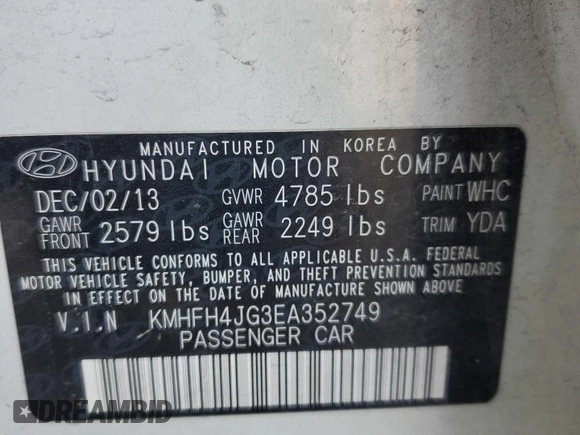 MANUFACTURED IN KOREA BY
HYUNDAI MOTOR COMPANY
DEC/02/13 GVWR 4785 lbs PAINT WHC
GAWR FRONT 2579 lbs GAWR REAR 2249 lbs TRIM YDA
THIS VEHICLE CONFORMS TO ALL APPLICABLE U.S.A. FEDERAL
MOTOR VEHICLE SAFETY, BUMPER, AND THEFT PREVENTION STANDARDS
IN EFFECT ON THE DATE OF MANUFACTURE SHOWN ABOVE
V.I.N KMHFH4JG3EA352749
PASSENGER CAR
DREAMBID